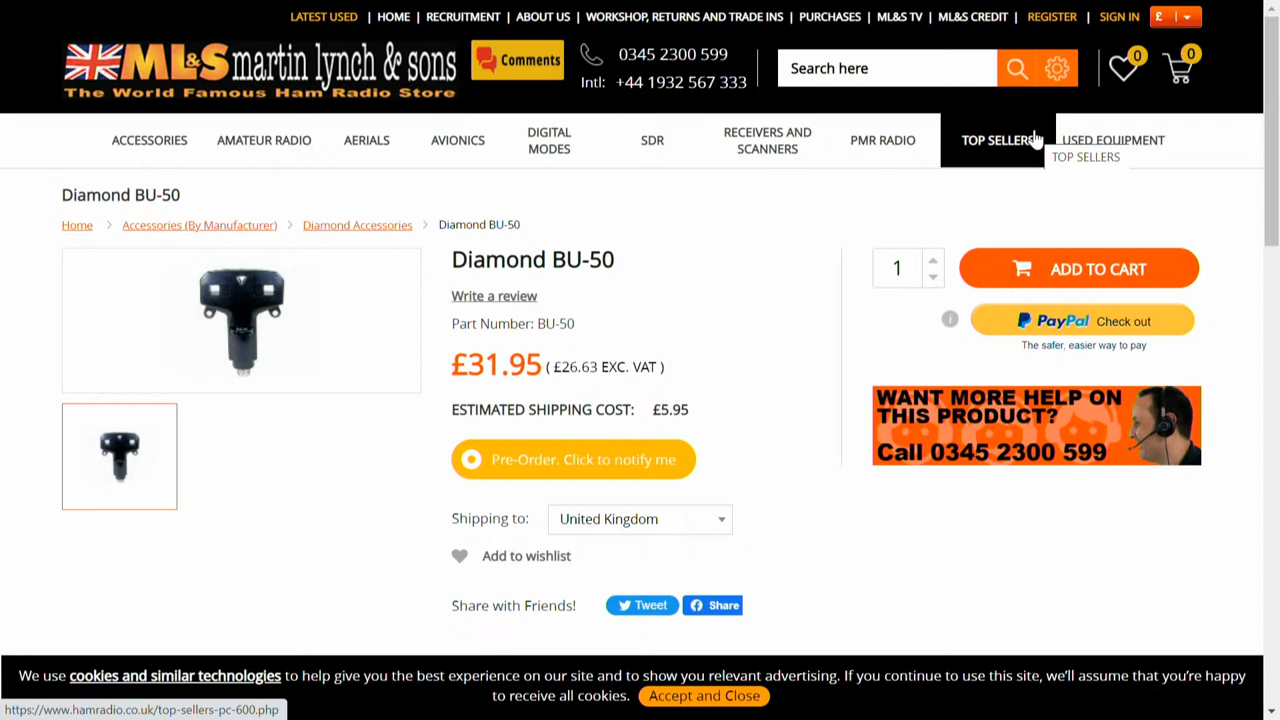 LATEST USED | HOME | RECRUITMENT | ABOUT US | WORKSHOP, RETURNS AND TRADE INS | PURCHASES | ML&S TV | ML&S CREDIT | REGISTER | SIGN IN £
ML&S martin lynch & sons
The World Famous Ham Radio Store
Comments
0345 2300 599
Intl: +44 1932 567 333
Search here
0
0
ACCESSORIES
AMATEUR RADIO
AERIALS
AVIONICS
DIGITAL
MODES
SDR
RECEIVERS AND
SCANNERS
PMR RADIO
TOP SELLERS
USED EQUIPMENT
TOP SELLERS
Diamond BU-50
Home > Accessories (By Manufacturer) > Diamond Accessories > Diamond BU-50
Diamond BU-50
Write a review
Part Number: BU-50
£31.95 ( £26.63 EXC. VAT )
ESTIMATED SHIPPING COST: £5.95
Pre-Order. Click to notify me
Shipping to: United Kingdom
Add to wishlist
Share with Friends! Tweet Share
1
ADD TO CART
PayPal Check out
The safer, easier way to pay
WANT MORE HELP ON
THIS PRODUCT?
Call 0345 2300 599
We use cookies and similar technologies to help give you the best experience on our site and to show you relevant advertising. If you continue to use this site, we'll assume that you're happy
to receive all cookies. Accept and Close
https://www.hamradio.co.uk/top-sellers-pc-600.php